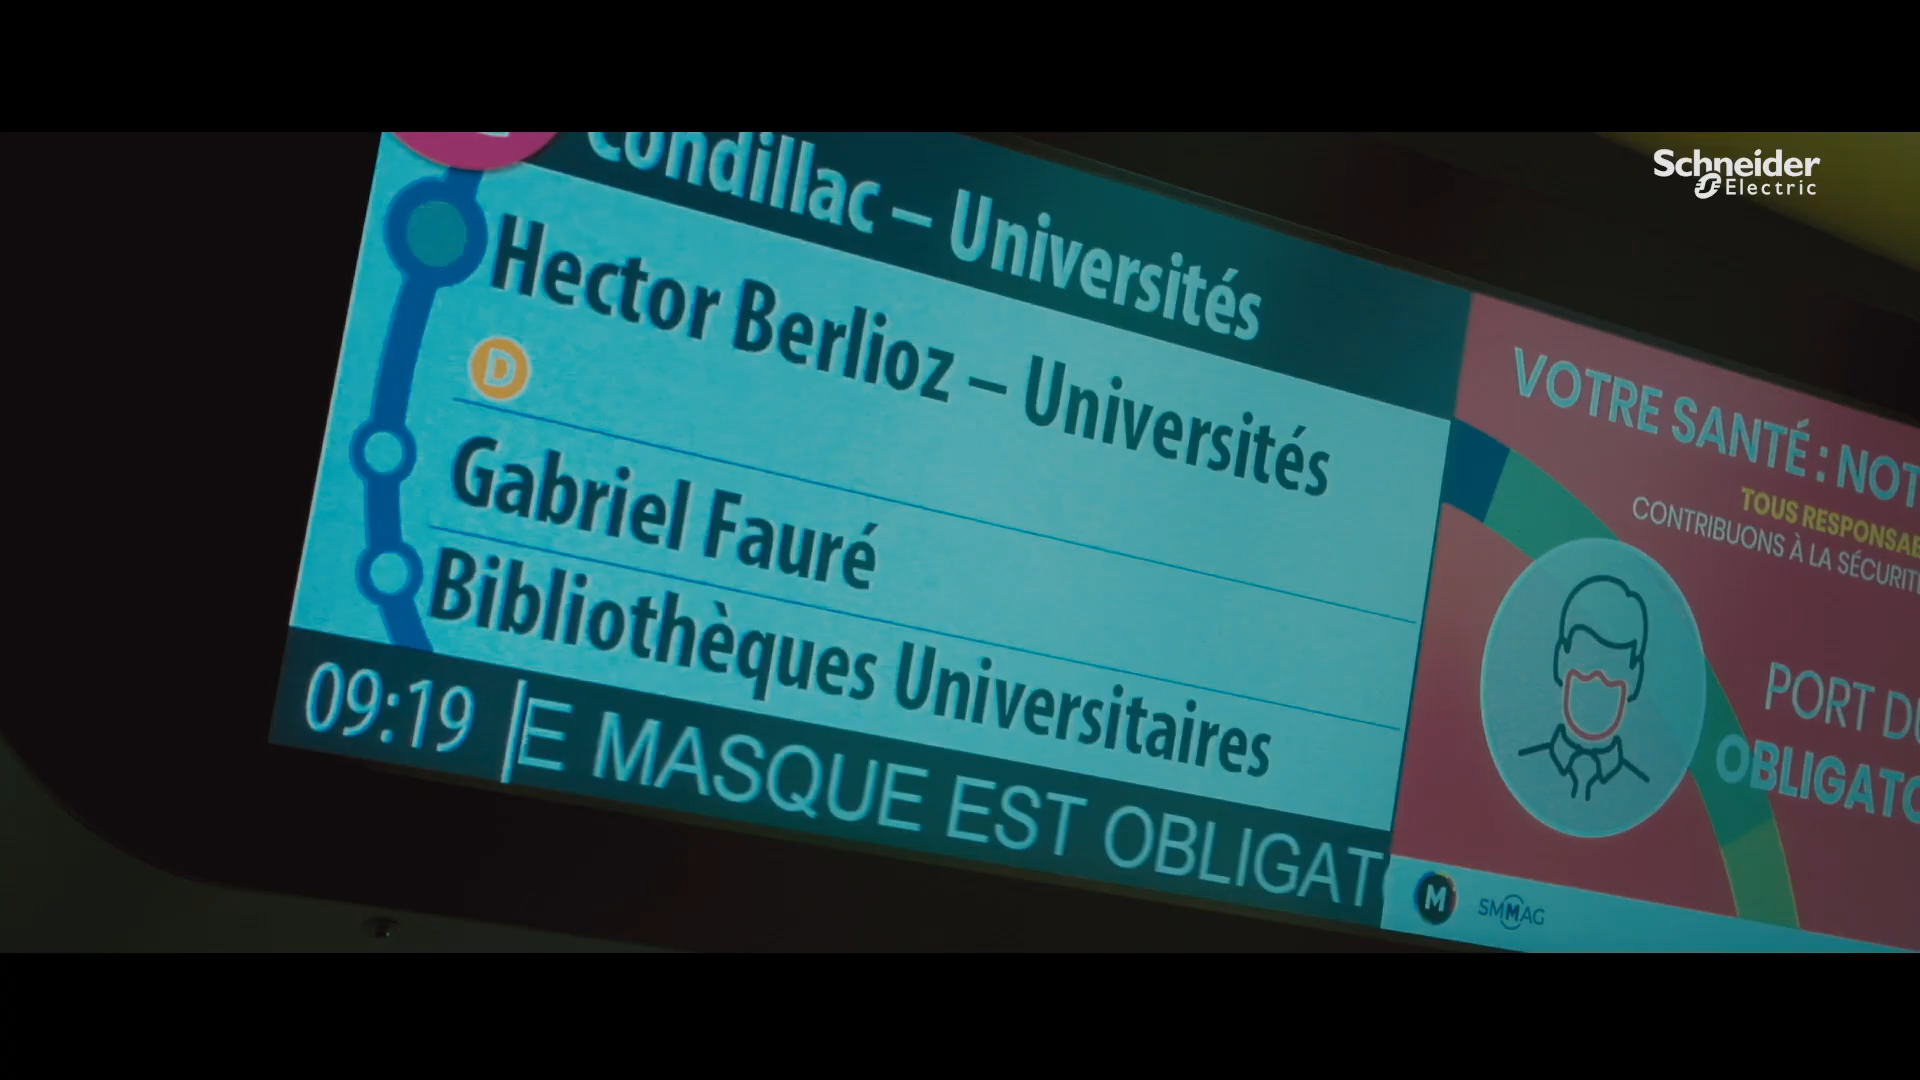 Condillac – Universités
Hector Berlioz – Universités
D
Gabriel Fauré
Bibliothèques Universitaires
09:19
E MASQUE EST OBLIGAT
VOTRE SANTÉ : NOT
TOUS RESPONSAB
CONTRIBUONS À LA SÉCURIT
PORT DU
OBLIGATO
M
SMMAG
Schneider
Electric